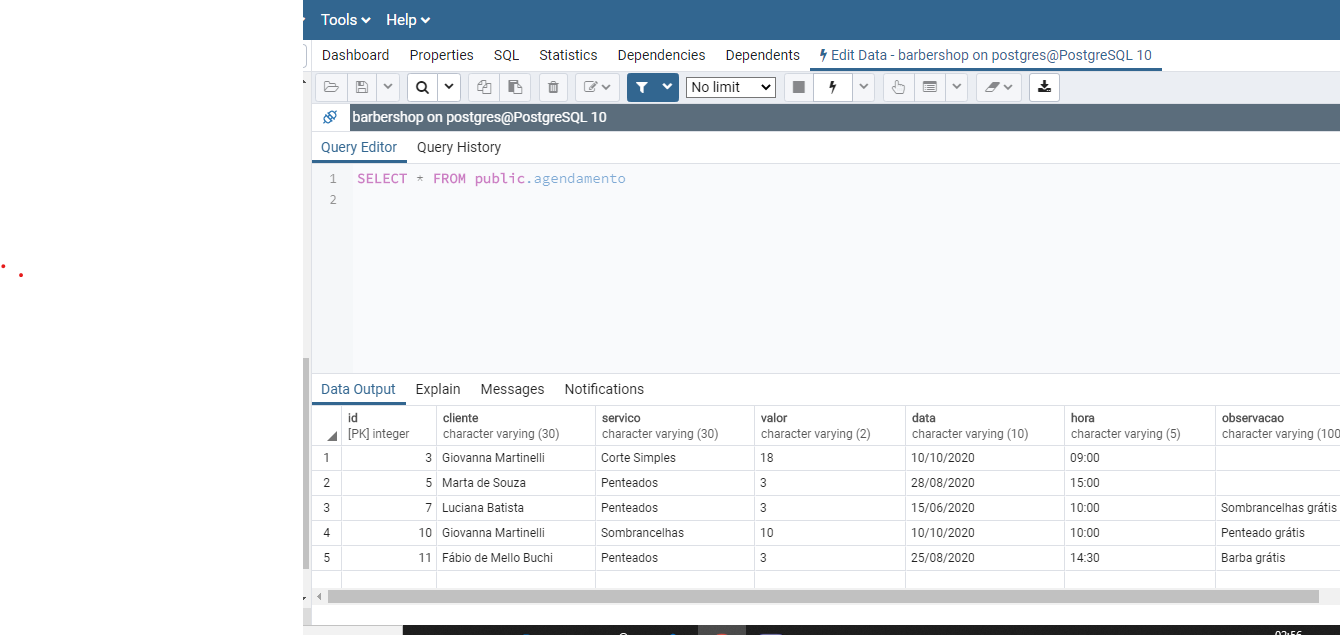 Tools Help
Dashboard Properties SQL Statistics Dependencies Dependents Edit Data - barbershop on postgres@PostgreSQL 10
No limit
barbershop on postgres@PostgreSQL 10
Query Editor Query History
1 SELECT * FROM public.agendamento
2
Data Output Explain Messages Notifications
id cliente servico valor data hora observacao
[PK] integer character varying (30) character varying (30) character varying (2) character varying (10) character varying (5) character varying (100
1 3 Giovanna Martinelli Corte Simples 18 10/10/2020 09:00
2 5 Marta de Souza Penteados 3 28/08/2020 15:00
3 7 Luciana Batista Penteados 3 15/06/2020 10:00 Sombrancelhas grátis
4 10 Giovanna Martinelli Sombrancelhas 10 10/10/2020 10:00 Penteado grátis
5 11 Fábio de Mello Buchi Penteados 3 25/08/2020 14:30 Barba grátis